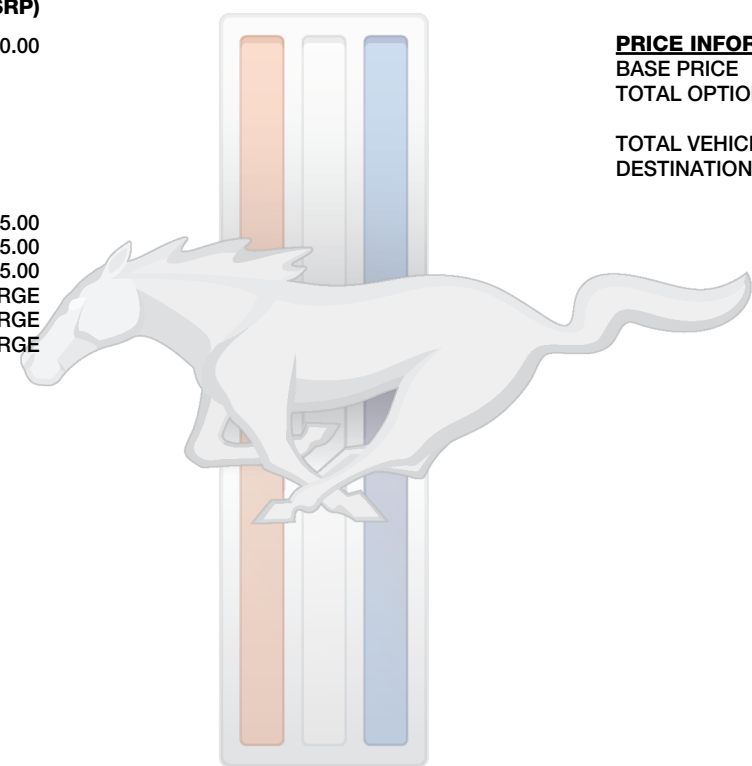 SRP)
0.00
5.00
5.00
5.00
RGE
RGE
RGE
PRICE INFOR
BASE PRICE
TOTAL OPTIO
TOTAL VEHIC
DESTINATION